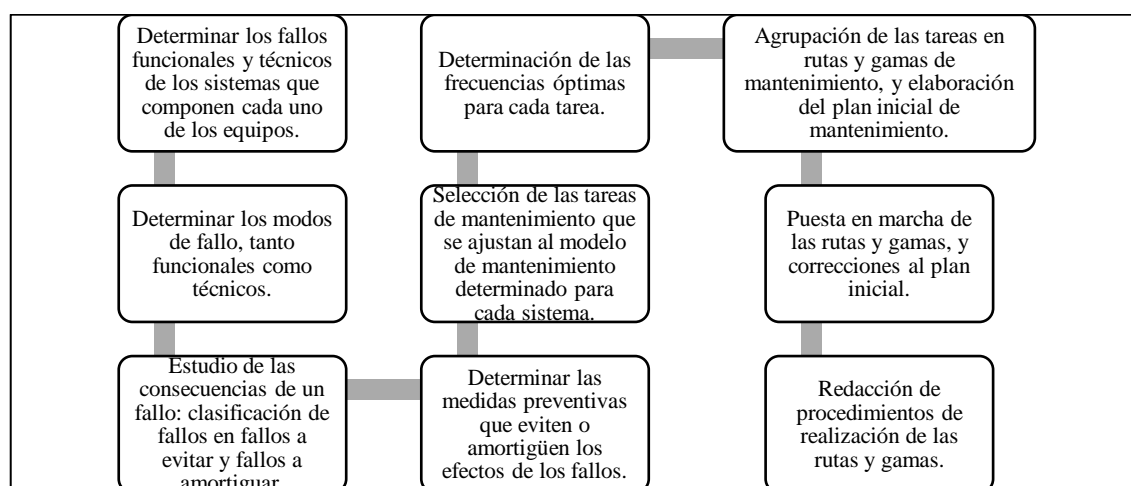 Determinar los fallos
funcionales y técnicos
de los sistemas que
componen cada uno
de los equipos.
Determinar los modos
de fallo, tanto
funcionales como
técnicos.
Estudio de las
consecuencias de un
fallo: clasificación de
fallos en fallos a
evitar y fallos a
amortiguar.
Determinar las
medidas preventivas
que eviten o
amortigüen los
efectos de los fallos.
Selección de las tareas
de mantenimiento que
se ajustan al modelo
de mantenimiento
determinado para
cada sistema.
Determinación de las
frecuencias óptimas
para cada tarea.
Agrupación de las tareas en
rutas y gamas de
mantenimiento, y elaboración
del plan inicial de
mantenimiento.
Puesta en marcha de
las rutas y gamas, y
correcciones al plan
inicial.
Redacción de
procedimientos de
realización de las
rutas y gamas.